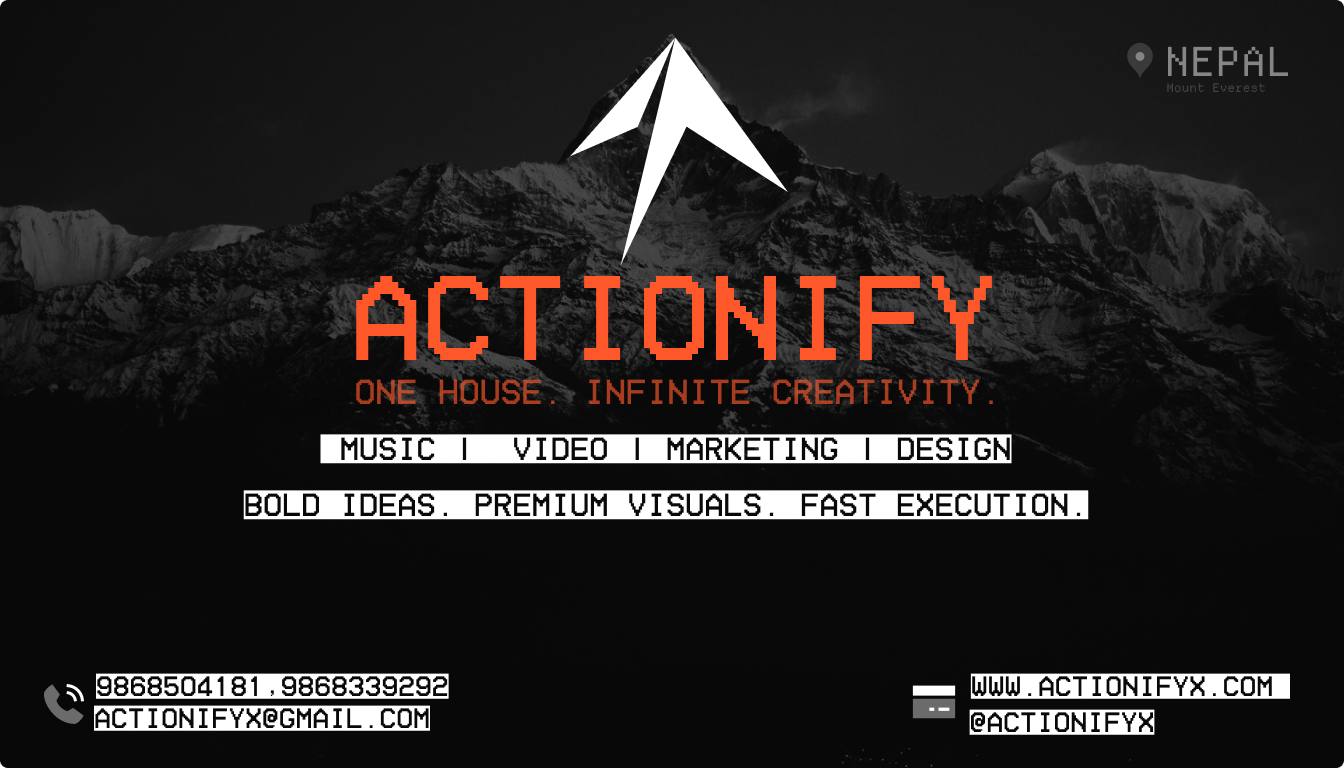 NEPAL
Mount Everest
ACTIONIFY
ONE HOUSE. INFINITE CREATIVITY.
MUSIC | VIDEO | MARKETING | DESIGN
BOLD IDEAS. PREMIUM VISUALS. FAST EXECUTION.
9868504181,9868339292
ACTIONIFYX@GMAIL.COM
WWW.ACTIONIFYX.COM
@ACTIONIFYX